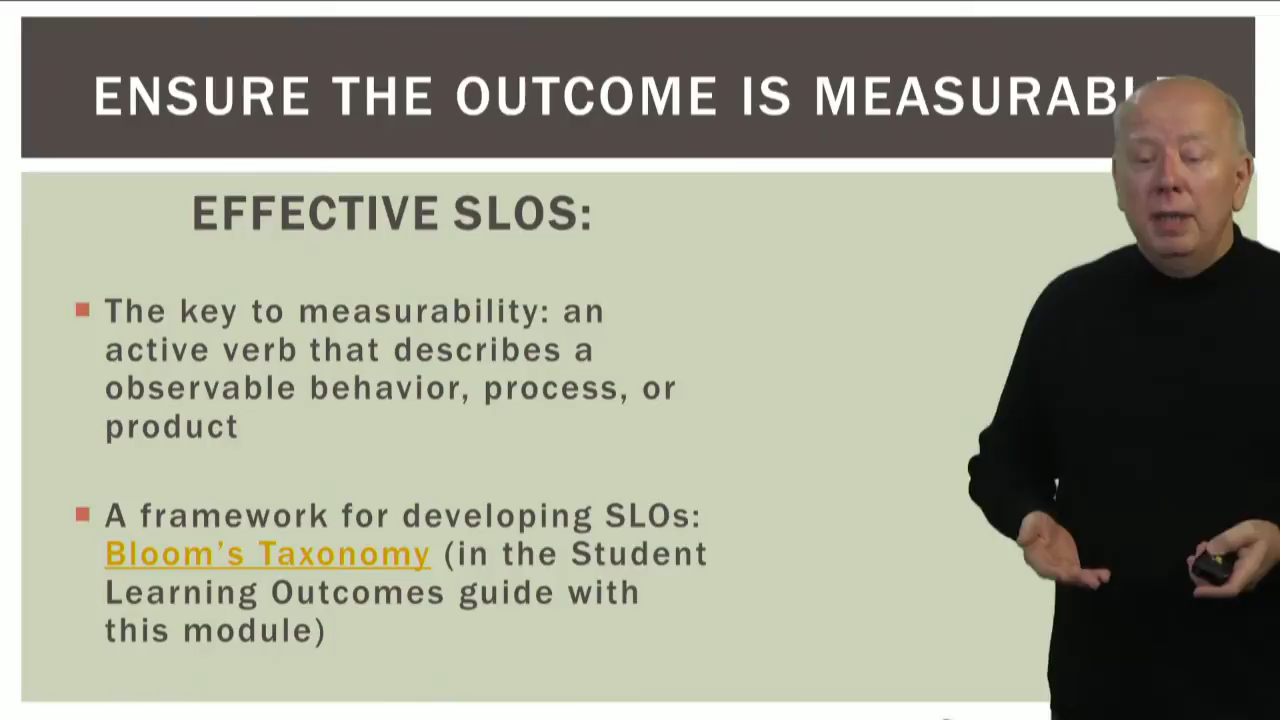 ENSURE THE OUTCOME IS
EFFECTIVE SLOS:
The key to measurability: an
active verb that describes a
observable behavior, process, or
product
A framework for developing SLOs:
Bloom's Taxonomy (in the Student
Learning Outcomes guide with
this module)